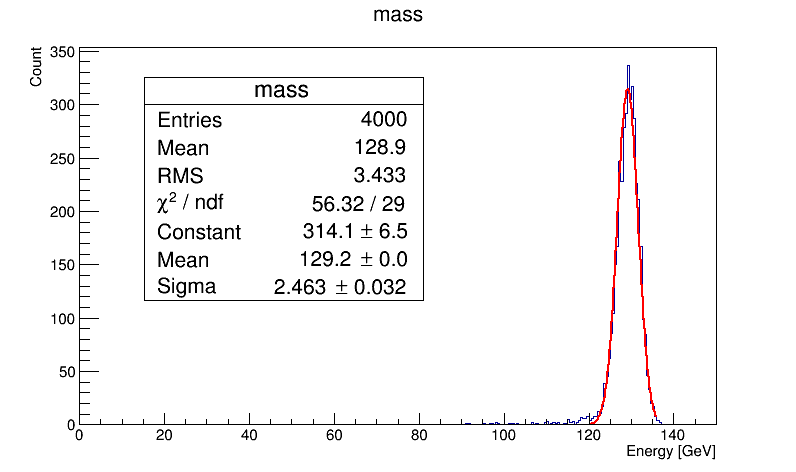 mass
Count
350
300
250
200
150
100
50
0
mass
Entries 4000
Mean 128.9
RMS 3.433
χ² / ndf 56.32 / 29
Constant 314.1 ± 6.5
Mean 129.2 ± 0.0
Sigma 2.463 ± 0.032
0 20 40 60 80 100 120 140
Energy [GeV]